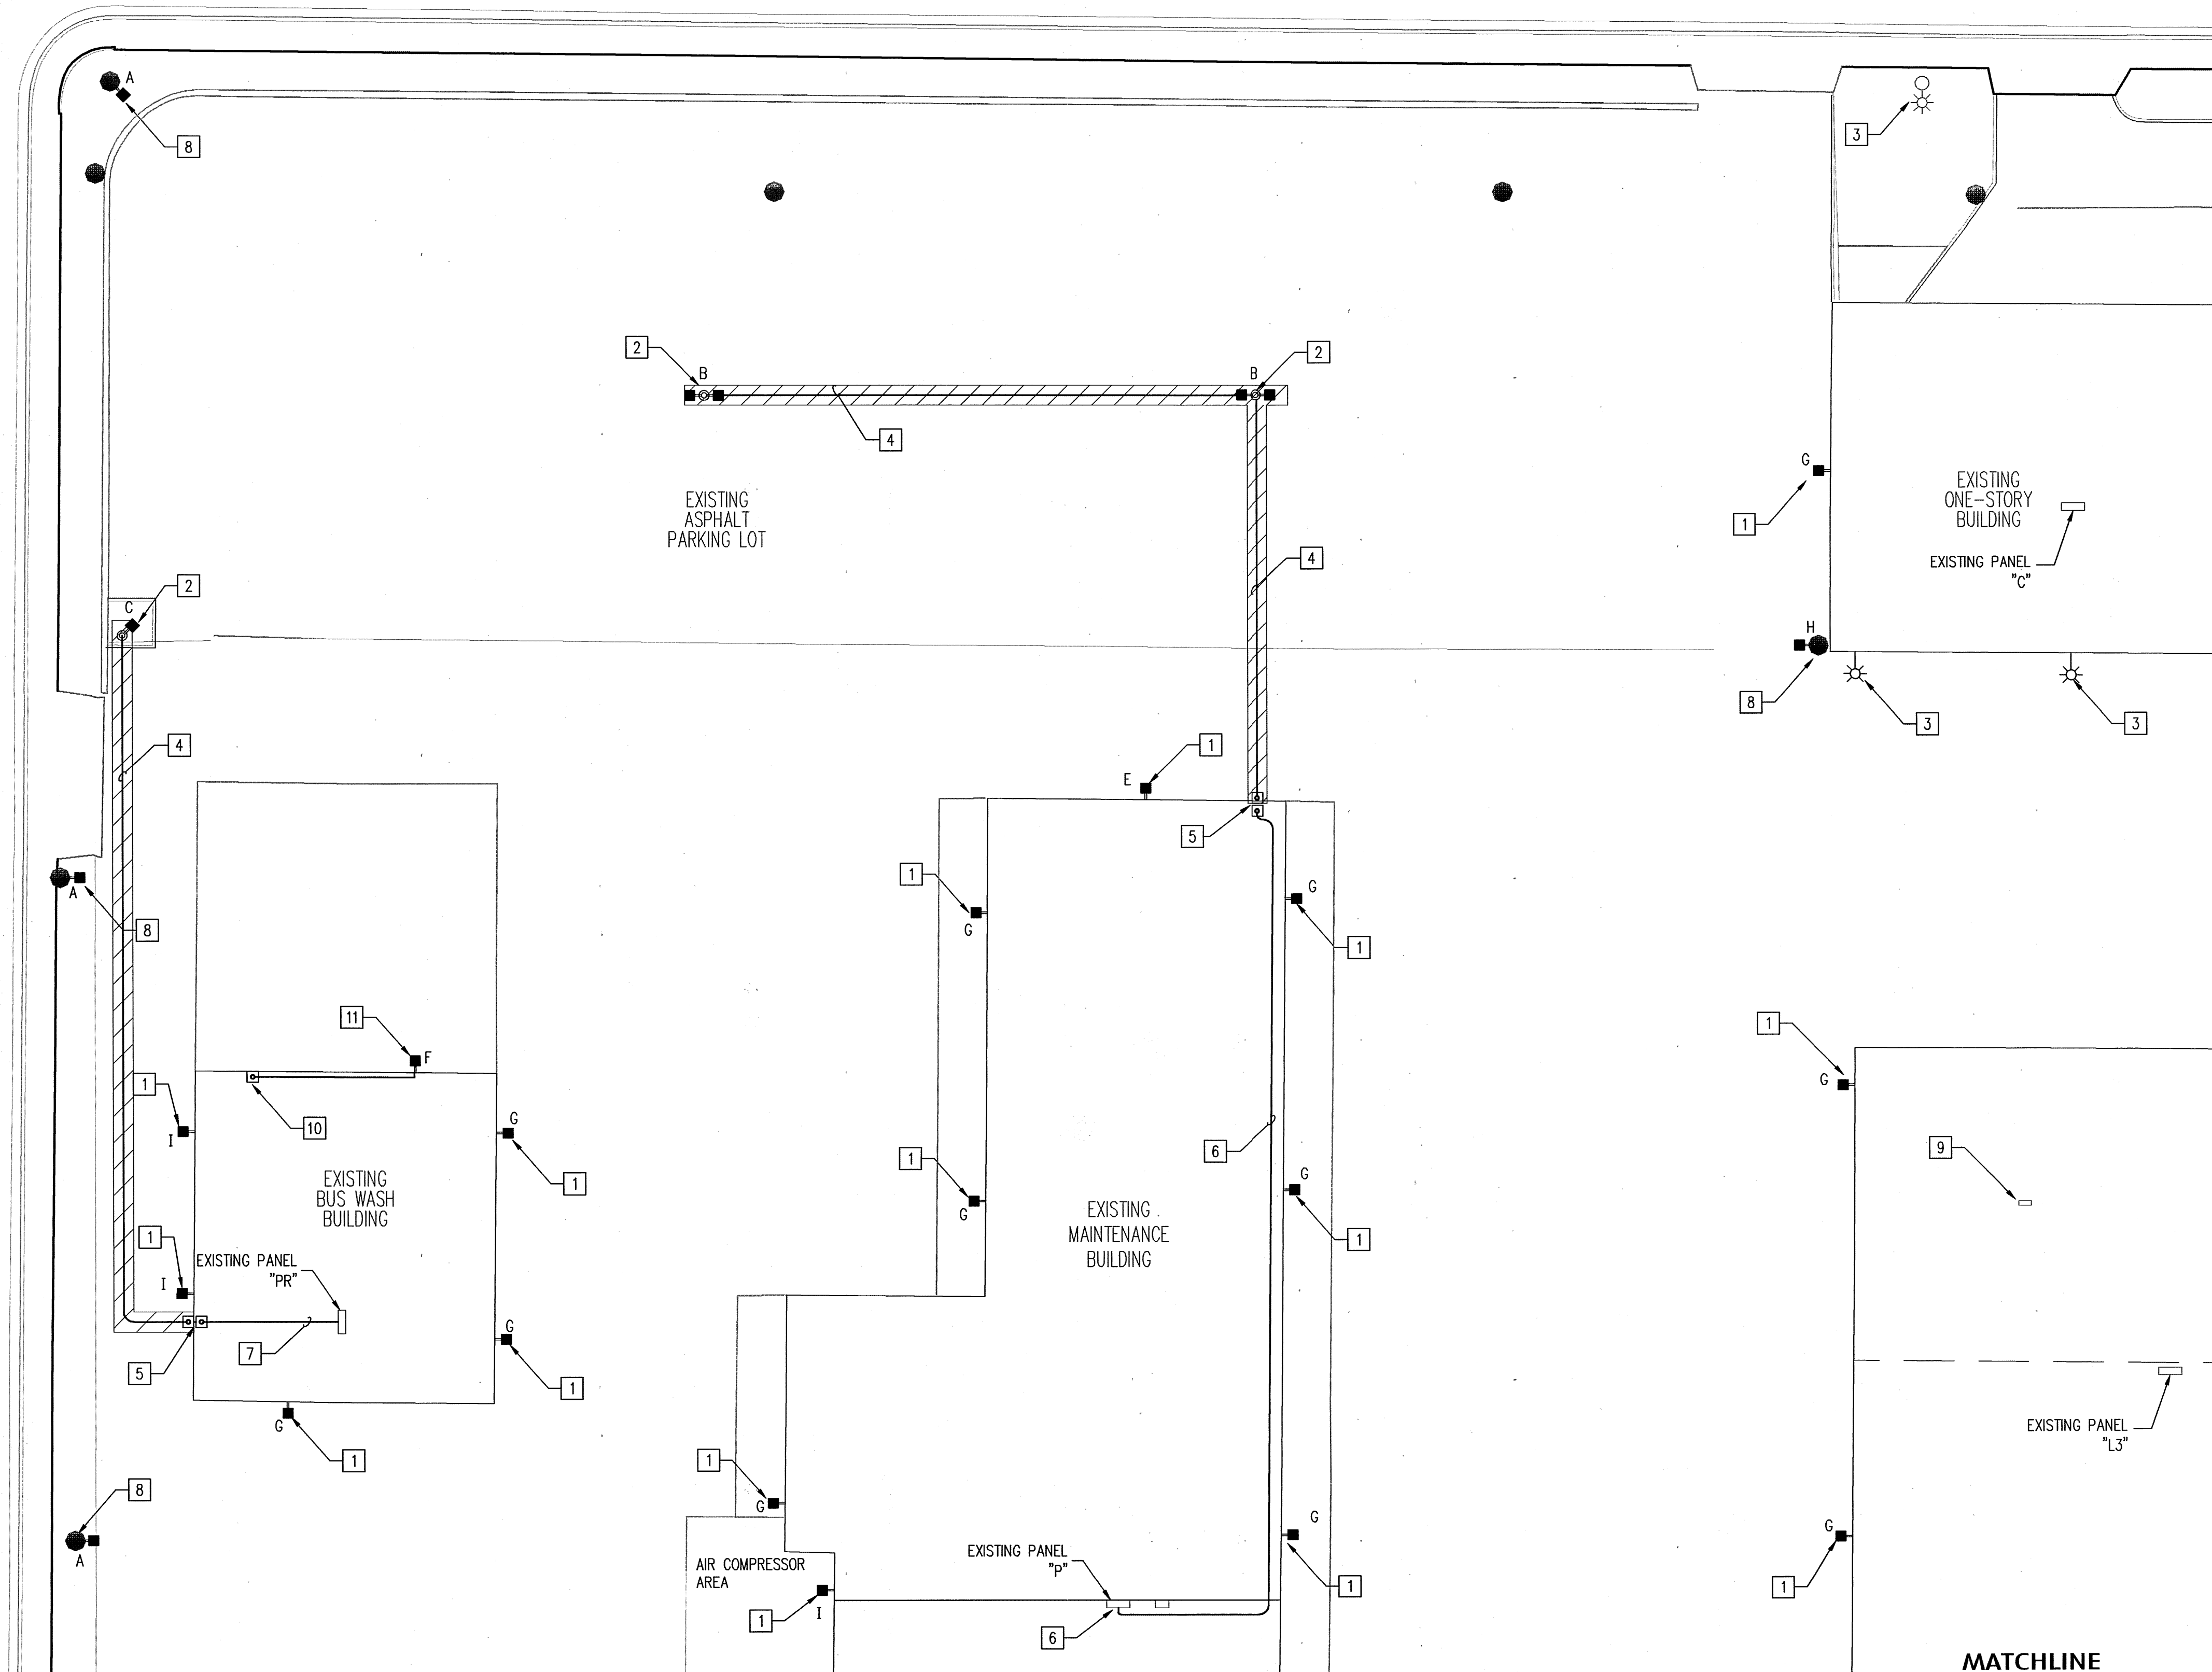 A
8
3
2
B
B
2
4
EXISTING
ASPHALT
PARKING LOT
4
G
1
EXISTING
ONE-STORY
BUILDING
EXISTING PANEL
"C"
2
C
H
8
3
3
4
1
E
5
A
8
1
G
G
1
11
F
1
I
10
G
1
EXISTING
BUS WASH
BUILDING
1
I
EXISTING PANEL
"PR"
5
7
G
1
G
1
1
G
6
G
1
EXISTING
MAINTENANCE
BUILDING
1
G
9
EXISTING PANEL
"L3"
8
A
1
G
AIR COMPRESSOR
AREA
1
I
EXISTING PANEL
"P"
6
G
1
G
1
MATCHLINE